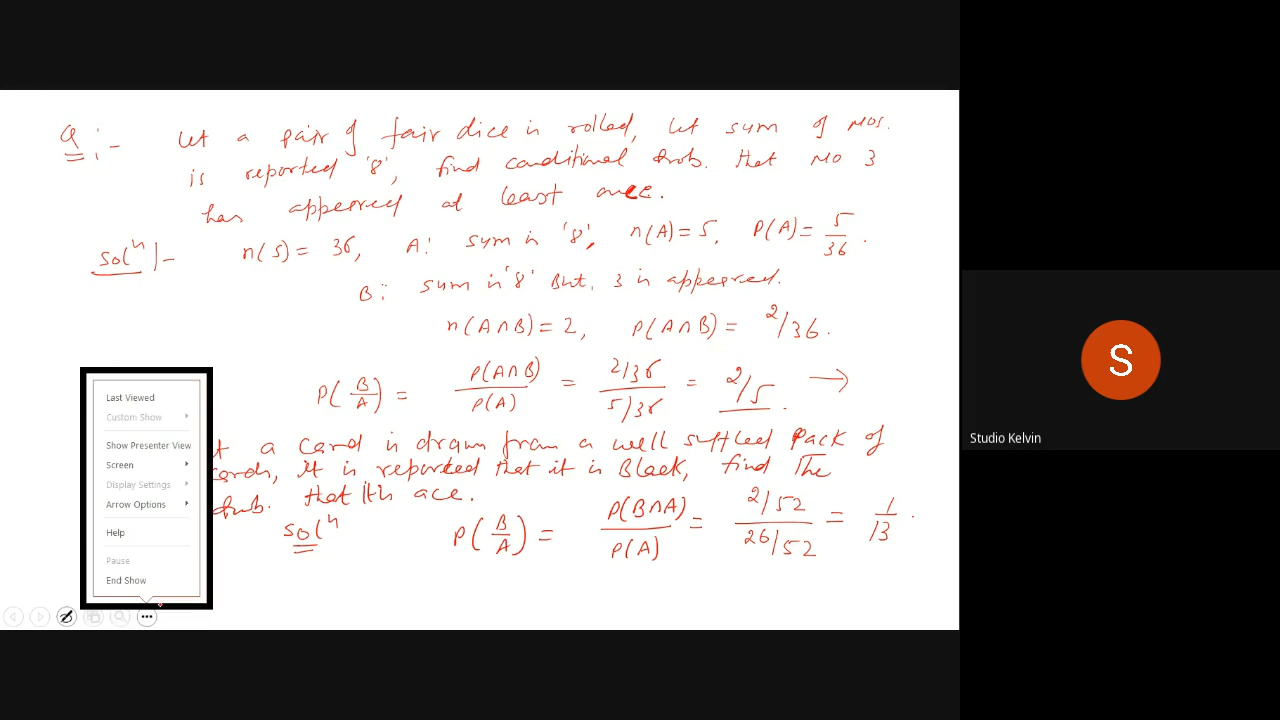 Q:- Let a pair of fair dice is rolled, let sum of nos.
is reported '8', find conditional prob. that no 3
has appeared at least once.
Sol^n - n(S) = 36, A: sum is '8', n(A) = 5, P(A) = 5/36.
B: sum is '8' But, 3 is appeared.
n(A∩B) = 2, P(A∩B) = 2/36.
P(B/A) = P(A∩B)/P(A) = 2/36 / 5/36 = 2/5. →
t a card is drawn from a well suffled Pack of
cards, it is reported that it is Black, find The
prob. that ace.
Sol^n P(B/A) = P(B∩A)/P(A) = 2/52 / 26/52 = 1/13.
Last Viewed
Custom Show
Show Presenter View
Screen
Display Settings
Arrow Options
Help
Pause
End Show
S
Studio Kelvin